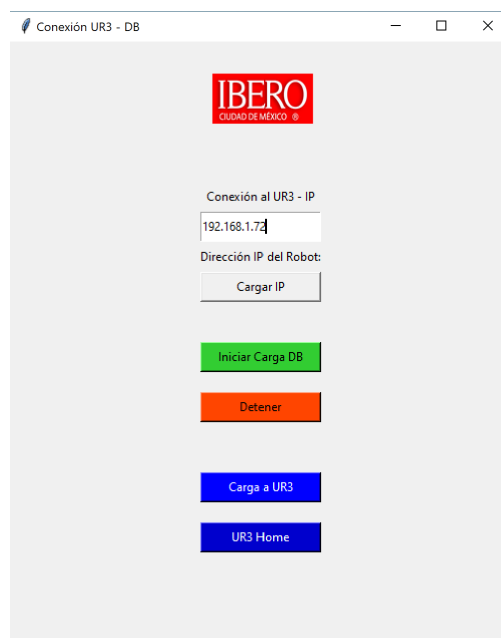 Conexión UR3 - DB
IBERO
CIUDAD DE MÉXICO ®
Conexión al UR3 - IP
192.168.1.72
Dirección IP del Robot:
Cargar IP
Iniciar Carga DB
Detener
Carga a UR3
UR3 Home